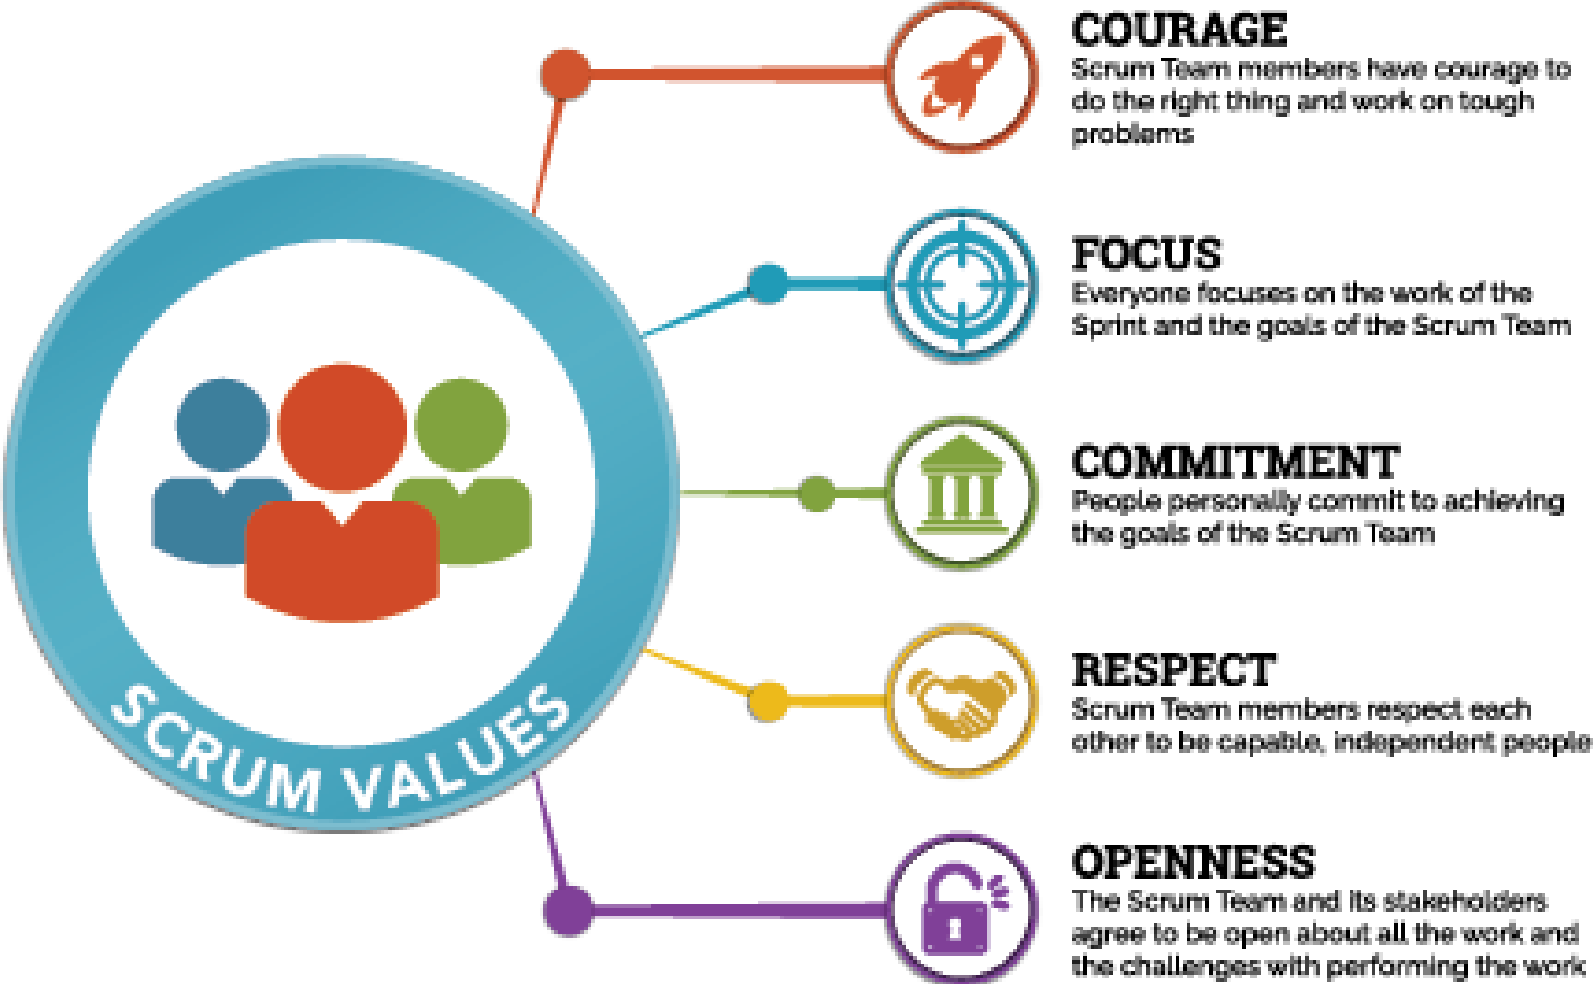 SCRUM VALUES
COURAGE
Scrum Team members have courage to
do the right thing and work on tough
problems
FOCUS
Everyone focuses on the work of the
Sprint and the goals of the Scrum Team
COMMITMENT
People personally commit to achieving
the goals of the Scrum Team
RESPECT
Scrum Team members respect each
other to be capable, independent people
OPENNESS
The Scrum Team and its stakeholders
agree to be open about all the work and
the challenges with performing the work